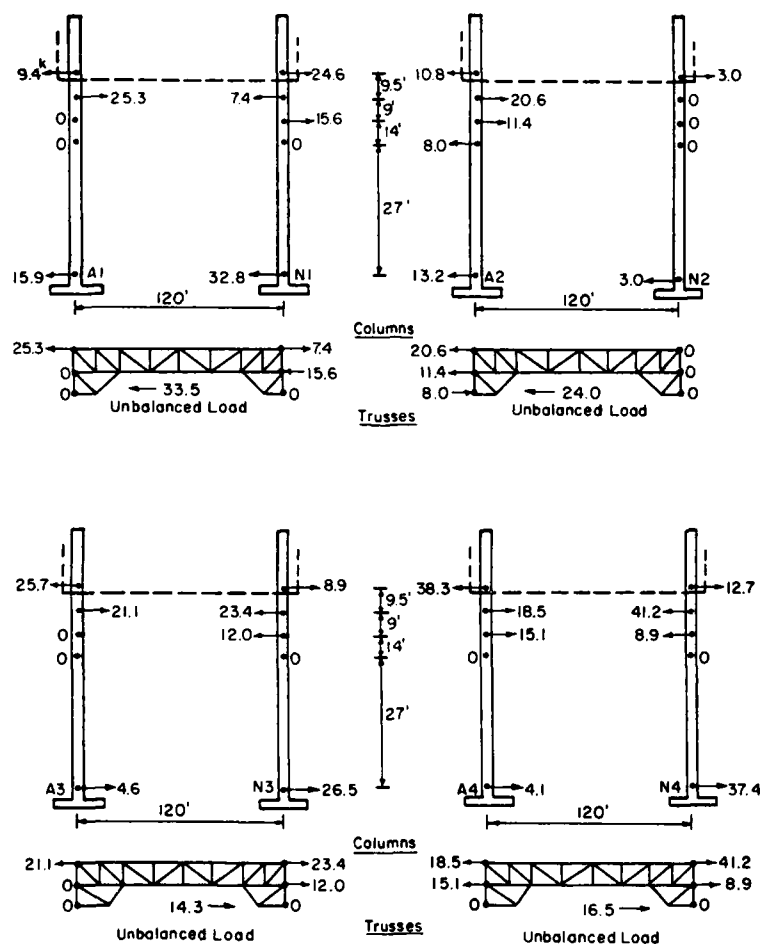 9.4k 24.6 10.8 3.0
9.5'
25.3 7.4 20.6 0
9'
0 15.6 11.4 0
14'
0 0 8.0 0
27'
15.9 A1 32.8 N1 13.2 A2 3.0 N2
120' 120'
Columns
25.3 7.4 20.6 0
0 15.6 11.4 0
0 33.5 0 8.0 24.0 0
Unbalanced Load Unbalanced Load
Trusses
25.7 8.9 38.3 12.7
9.5'
21.1 23.4 18.5 41.2
9'
0 12.0 15.1 8.9
14'
0 0 0 0
27'
A3 4.6 N3 26.5 A4 4.1 N4 37.4
120' 120'
Columns
21.1 23.4 18.5 41.2
0 12.0 15.1 8.9
0 14.3 0 0 16.5 0
Unbalanced Load Unbalanced Load
Trusses